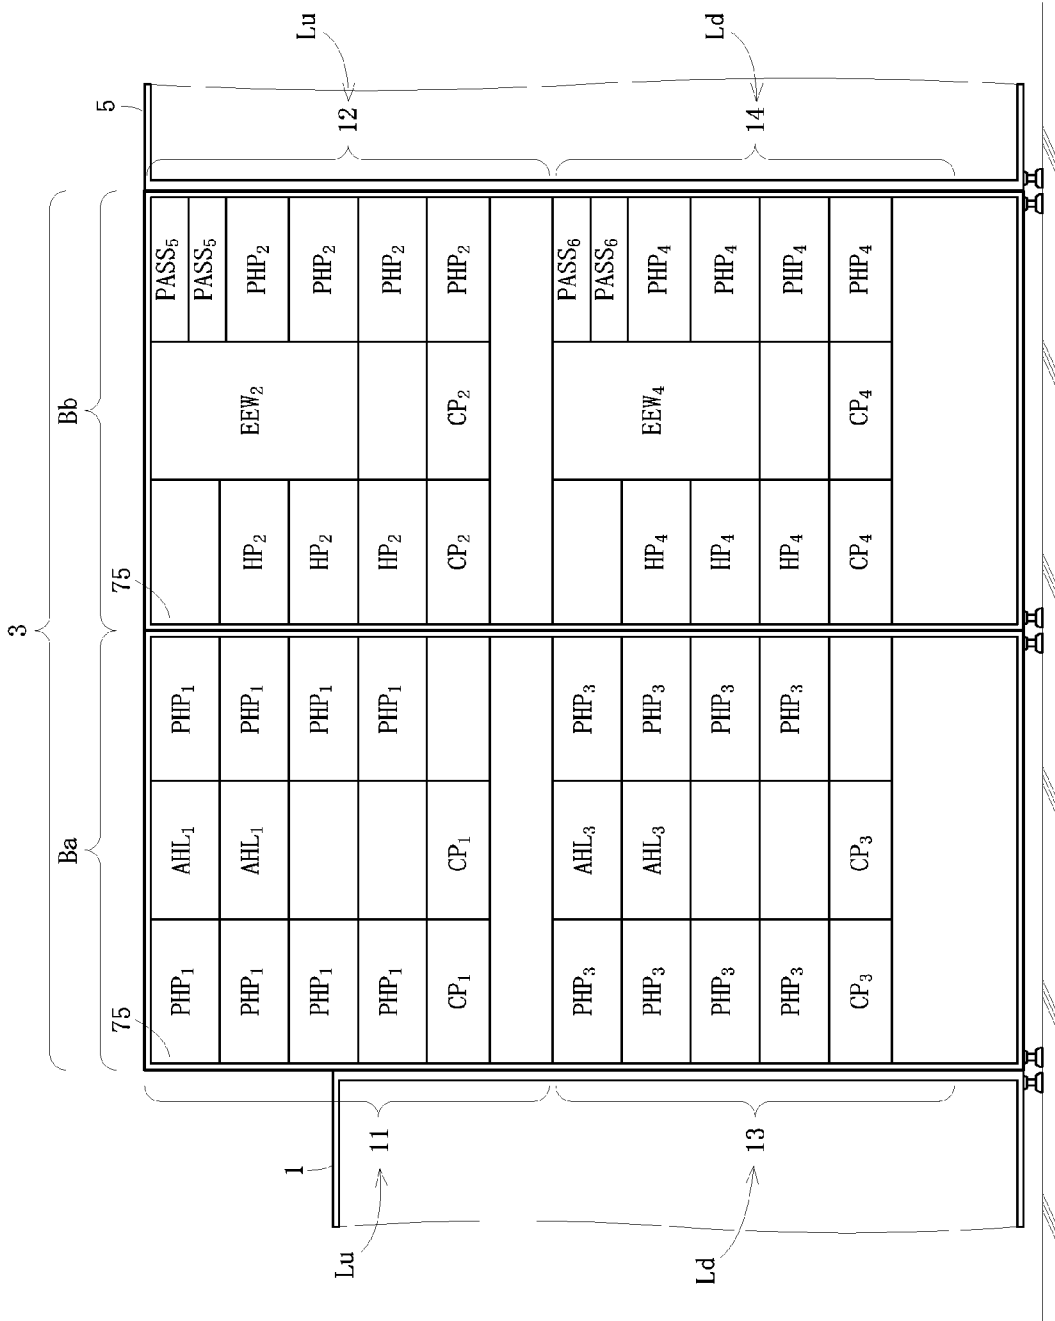 3
Ba Bb
75 75 5
PHP₁ AHL₁ PHP₁ PASS₅
PASS₅
PHP₁ AHL₁ PHP₁ HP₂ EEW₂ PHP₂
1 Lu
PHP₁ PHP₁ HP₂ PHP₂
Lu 12
11 PHP₁ PHP₁ HP₂ PHP₂
CP₁ CP₁ CP₂ CP₂ PHP₂
PHP₃ AHL₃ PHP₃ PASS₆
PASS₆
PHP₃ AHL₃ PHP₃ HP₄ EEW₄ PHP₄
Ld Ld
PHP₃ PHP₃ HP₄ PHP₄
13 14
PHP₃ PHP₃ HP₄ PHP₄
CP₃ CP₃ CP₄ CP₄ PHP₄